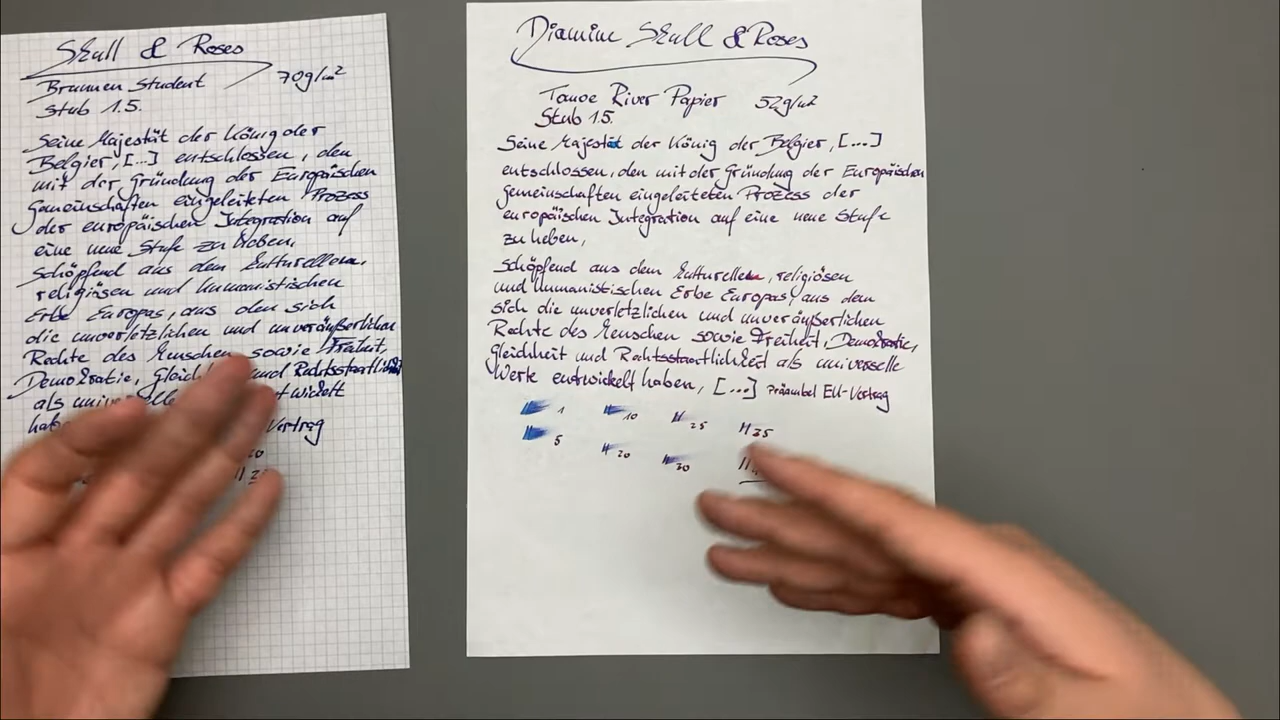 Skull & Roses
Brunnen Student 70g/m²
Stub 1.5.
Seine Majestät der König der
Belgier, [...] entschlossen, den
mit der Gründung der Europäischen
Gemeinschaften eingeleiteten Prozess
der europäischen Integration auf
eine neue Stufe zu heben,
Schöpfend aus dem kulturellen,
religiösen und humanistischen
Erbe Europas, aus dem sich
die unverletzlichen und unveräußerlichen
Rechte des Menschen sowie Freiheit,
Demokratie, und
als
Vertrag
Diamine Skull & Roses
Tomoe River Papier 52g/m²
Stub 1.5.
Seine Majestät der König der Belgier, [...]
entschlossen, den mit der Gründung der Europäischen
Gemeinschaften eingeleiteten Prozess der
europäischen Integration auf eine neue Stufe
zu heben,
Schöpfend aus dem kulturellen, religiösen
und humanistischen Erbe Europas, aus dem
sich die unverletzlichen und unveräußerlichen
Rechte des Menschen sowie Freiheit, Demokratie,
Gleichheit und Rechtsstaatlichkeit als universelle
Werte entwickelt haben, [...] Präambel EU-Vertrag
1 10 25 35
5 20 30